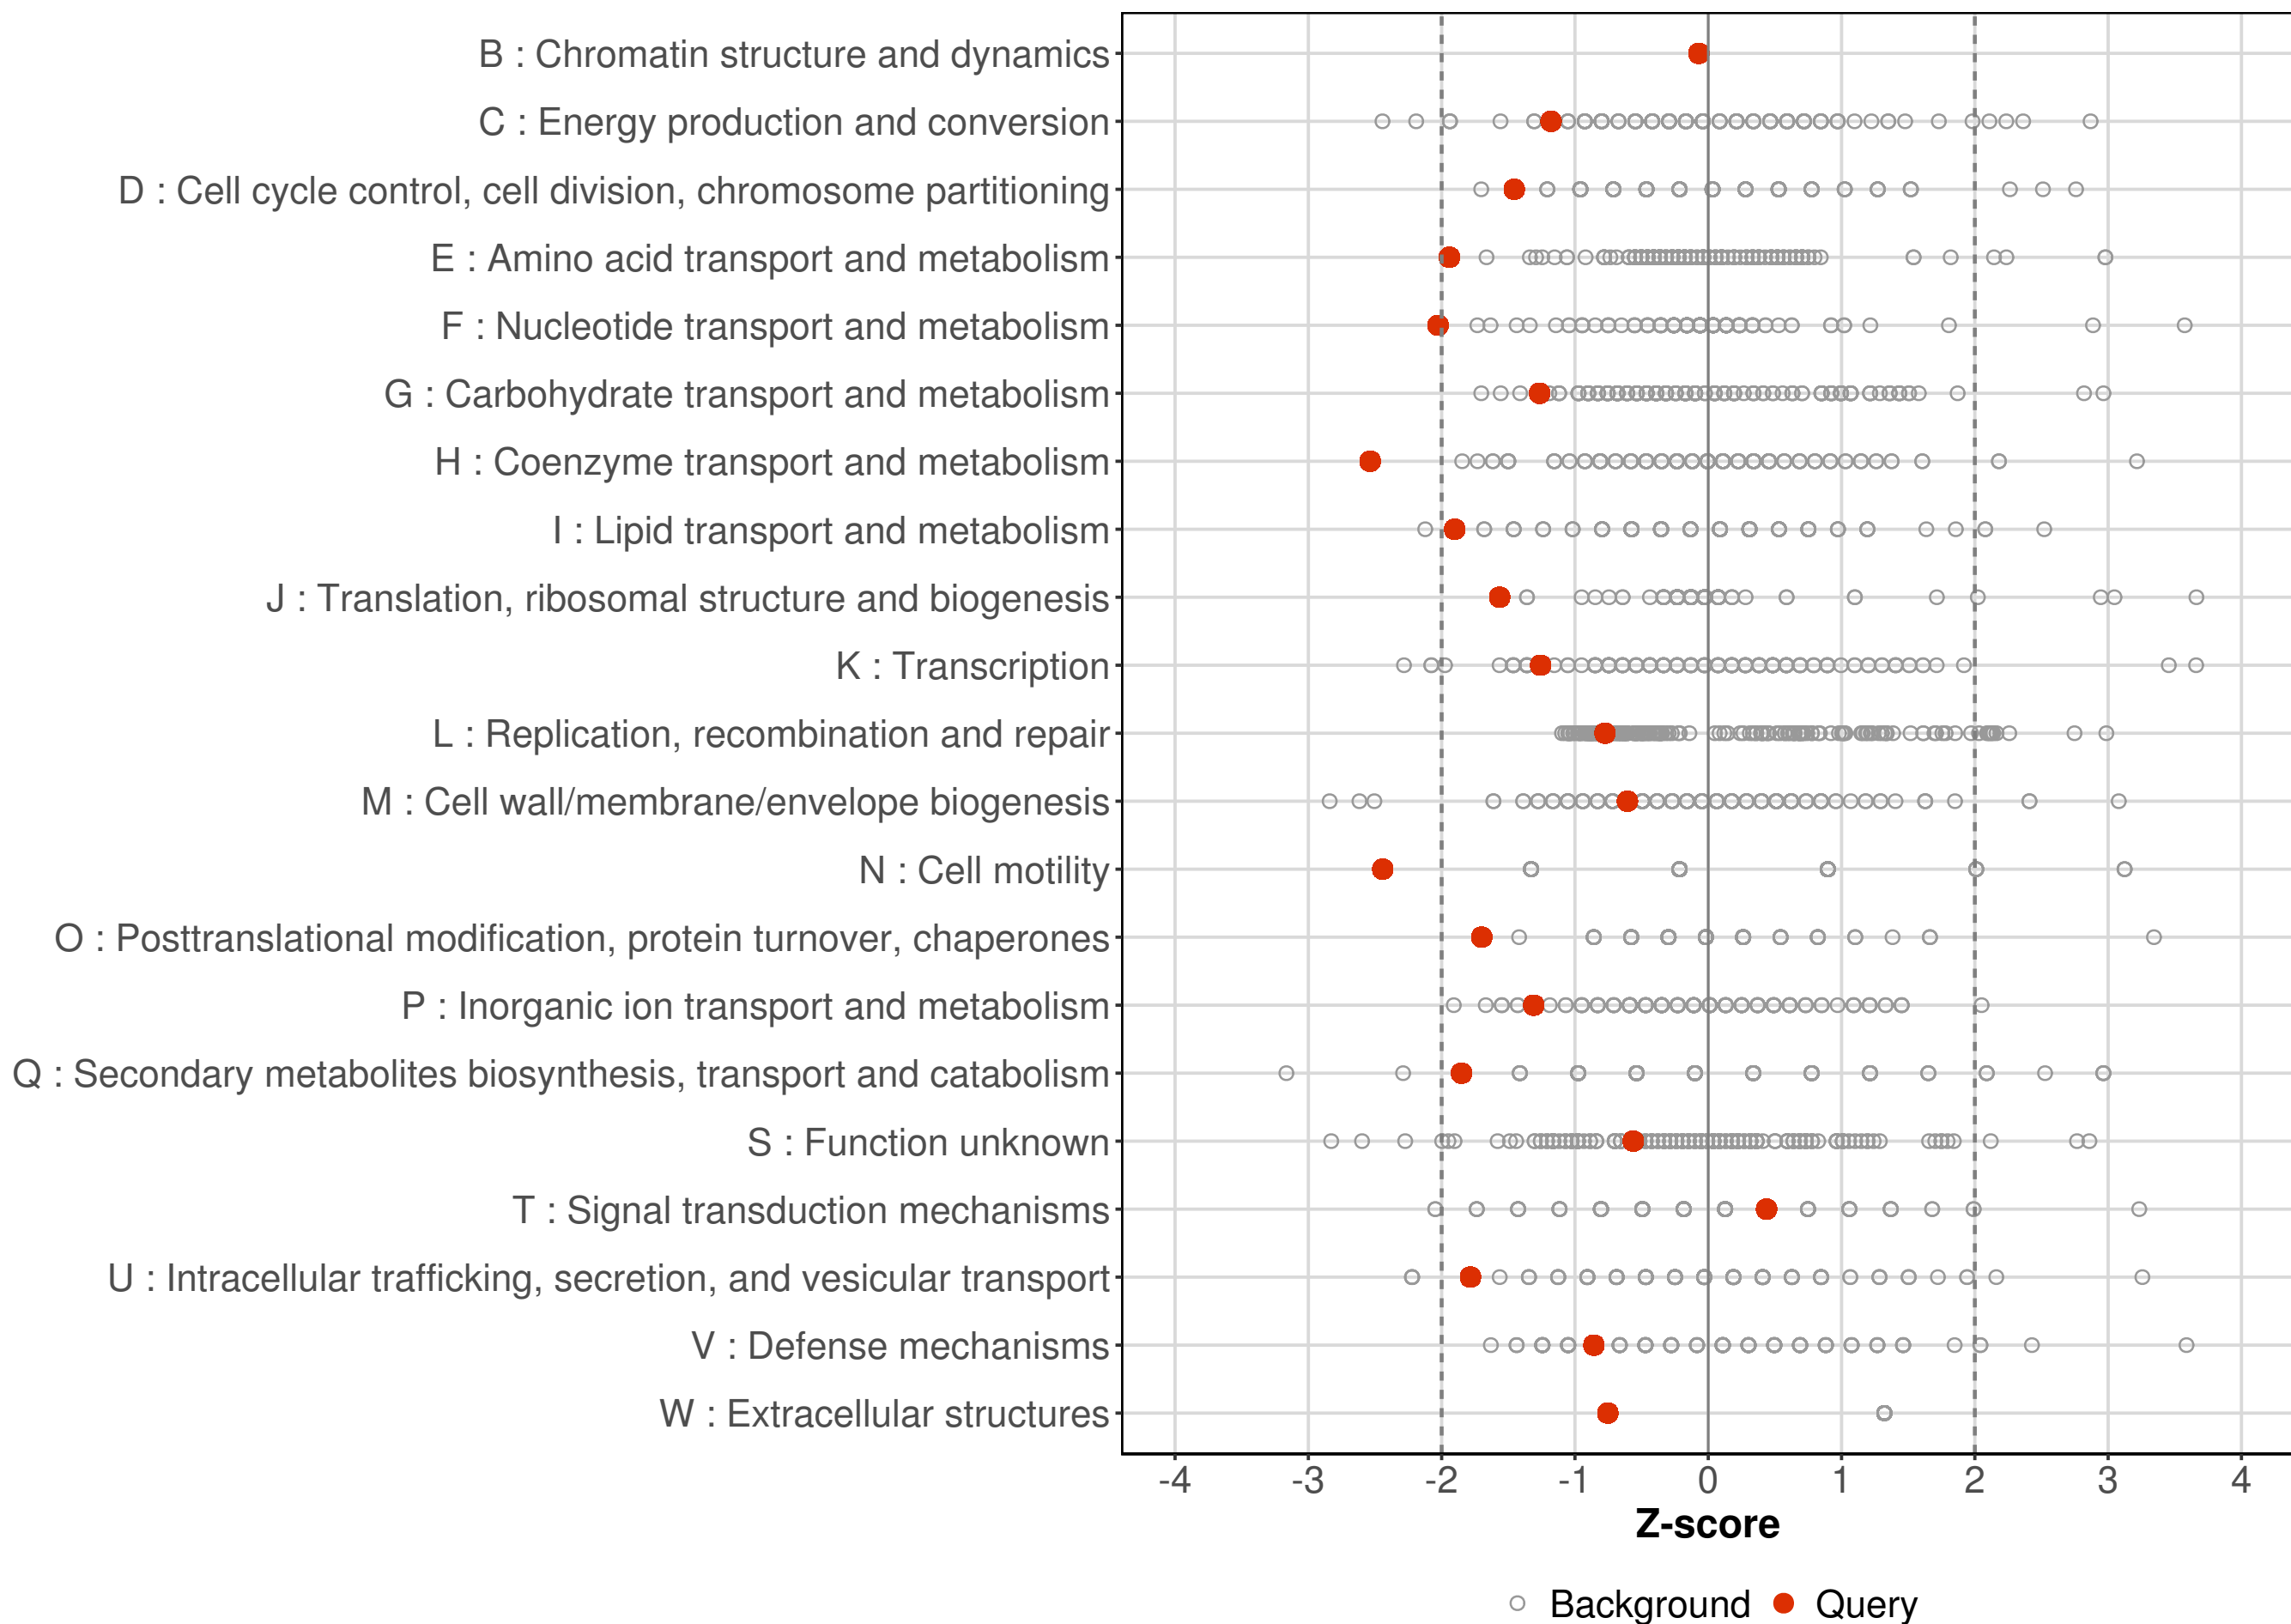 B : Chromatin structure and dynamics
C : Energy production and conversion
D : Cell cycle control, cell division, chromosome partitioning
E : Amino acid transport and metabolism
F : Nucleotide transport and metabolism
G : Carbohydrate transport and metabolism
H : Coenzyme transport and metabolism
I : Lipid transport and metabolism
J : Translation, ribosomal structure and biogenesis
K : Transcription
L : Replication, recombination and repair
M : Cell wall/membrane/envelope biogenesis
N : Cell motility
O : Posttranslational modification, protein turnover, chaperones
P : Inorganic ion transport and metabolism
Q : Secondary metabolites biosynthesis, transport and catabolism
S : Function unknown
T : Signal transduction mechanisms
U : Intracellular trafficking, secretion, and vesicular transport
V : Defense mechanisms
W : Extracellular structures
-4 -3 -2 -1 0 1 2 3 4
Z-score
Background Query